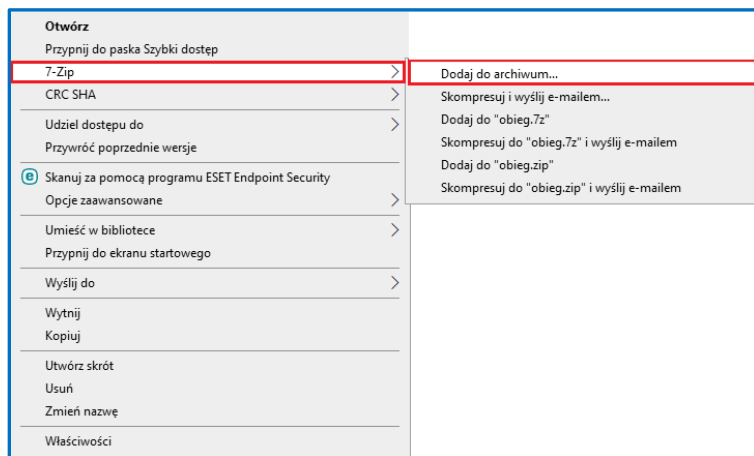 Otwórz
Przypnij do paska Szybki dostęp
7-Zip
CRC SHA
Udziel dostępu do
Przywróć poprzednie wersje
Skanuj za pomocą programu ESET Endpoint Security
Opcje zaawansowane
Umieść w bibliotece
Przypnij do ekranu startowego
Wyślij do
Wytnij
Kopiuj
Utwórz skrót
Usuń
Zmień nazwę
Właściwości
Dodaj do archiwum...
Skompresuj i wyślij e-mailem...
Dodaj do "obieg.7z"
Skompresuj do "obieg.7z" i wyślij e-mailem
Dodaj do "obieg.zip"
Skompresuj do "obieg.zip" i wyślij e-mailem